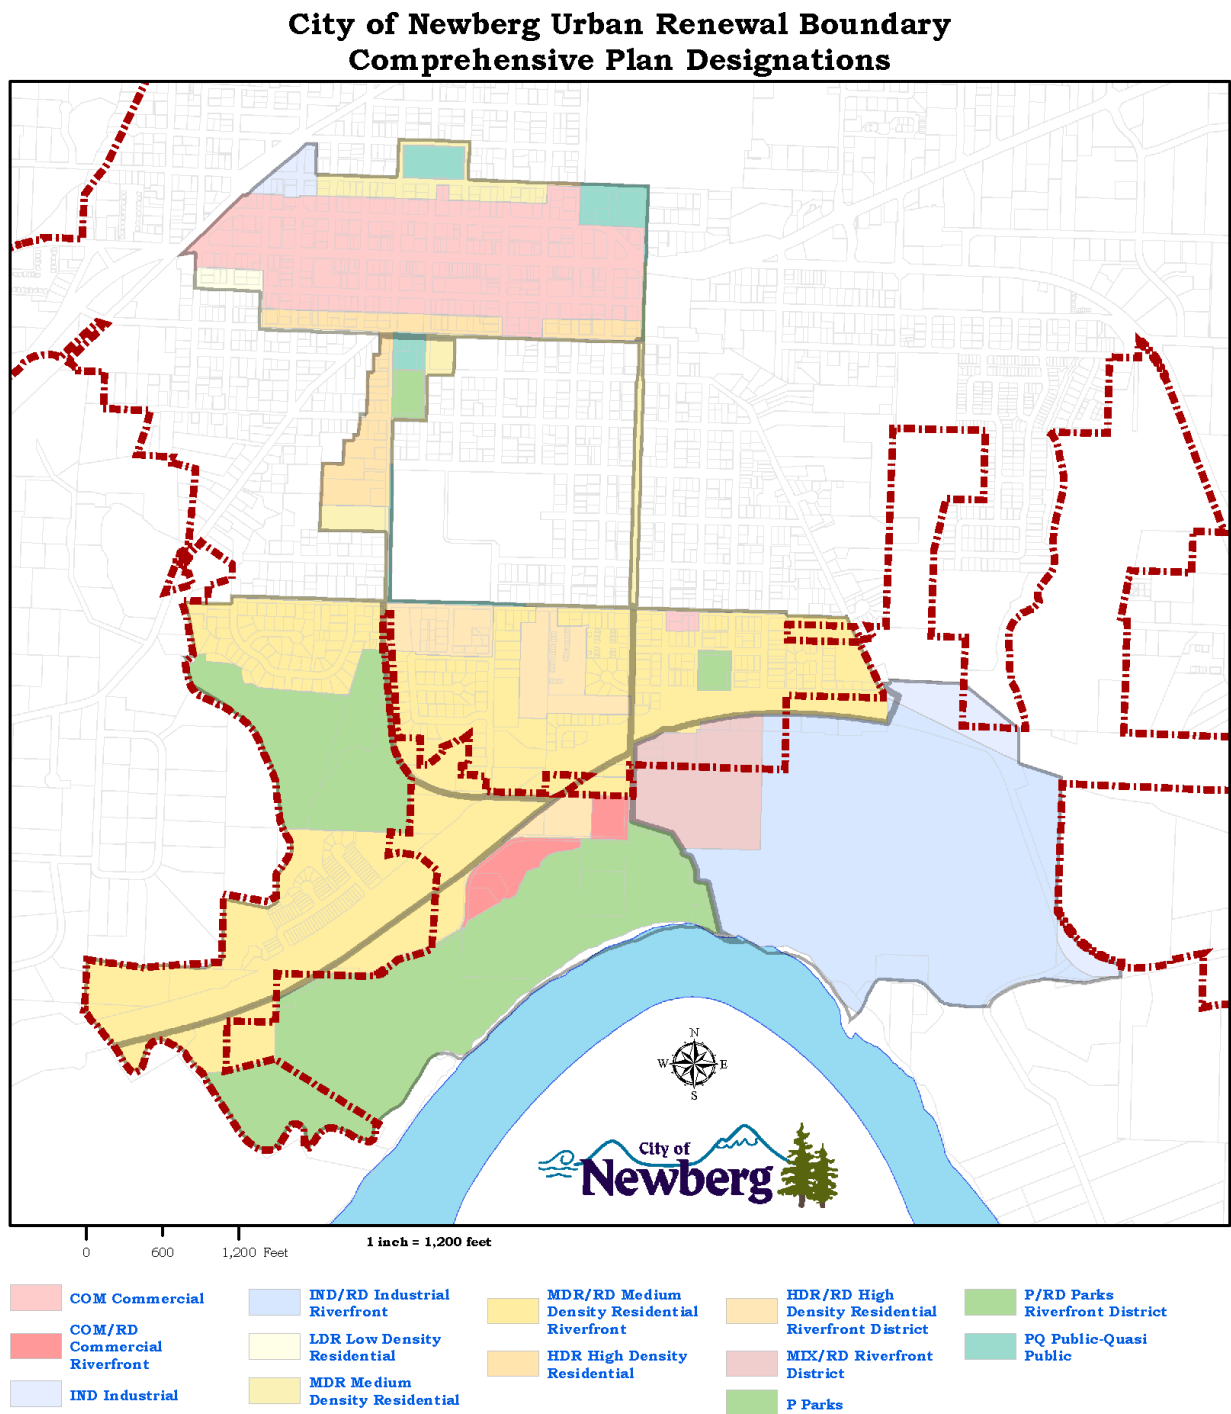 City of Newberg Urban Renewal Boundary
Comprehensive Plan Designations
N
W
E
S
City of
Newberg
0
600
1,200 Feet
1 inch = 1,200 feet
COM Commercial
COM/RD
Commercial
Riverfront
IND Industrial
IND/RD Industrial
Riverfront
LDR Low Density
Residential
MDR Medium
Density Residential
MDR/RD Medium
Density Residential
Riverfront
HDR High Density
Residential
HDR/RD High
Density Residential
Riverfront District
MIX/RD Riverfront
District
P Parks
P/RD Parks
Riverfront District
PQ Public-Quasi
Public